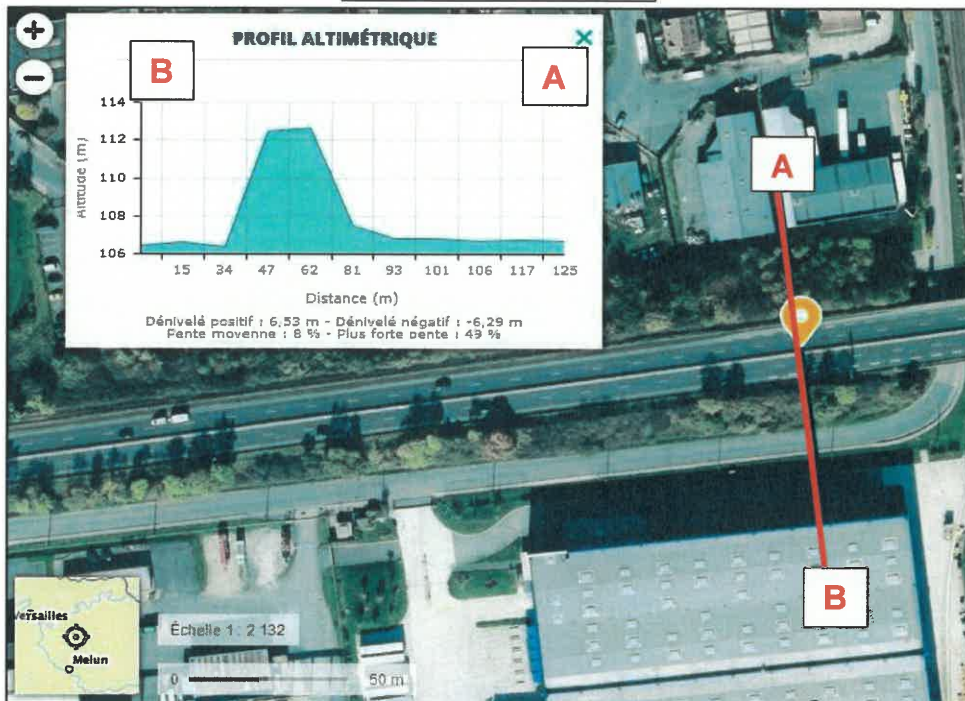 PROFIL ALTIMÉTRIQUE
B
A
114
112
110
108
106
Altitude (m)
15 34 47 62 81 93 101 106 117 125
Distance (m)
Dénivelé positif : 6,53 m - Dénivelé négatif : -6,29 m
Pente moyenne : 8 % - Plus forte pente : 49 %
A
B
Versailles
Melun
Échelle 1 : 2 132
0 50 m